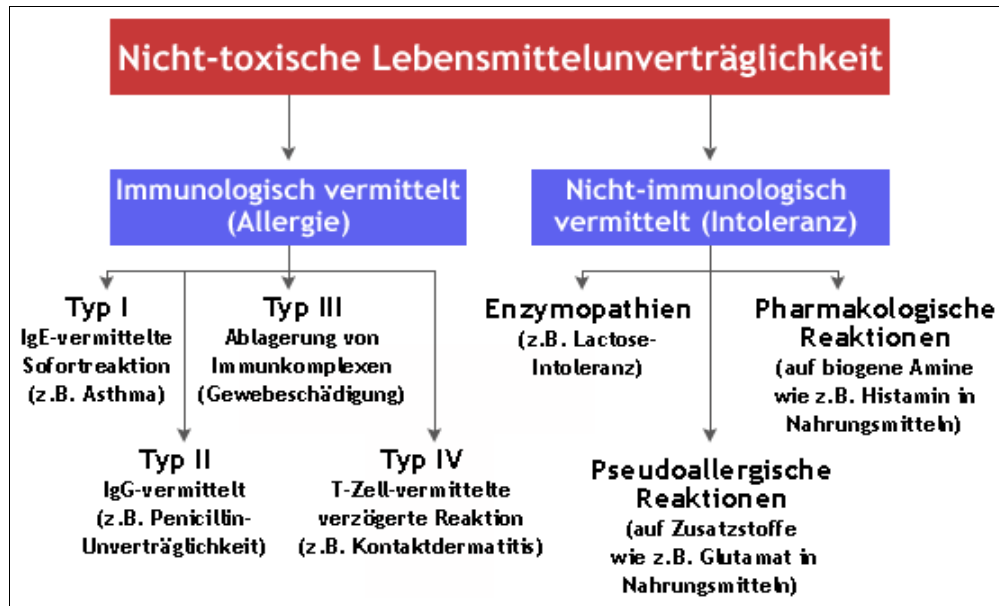 Nicht-toxische Lebensmittelunverträglichkeit
Immunologisch vermittelt
(Allergie)
Nicht-immunologisch
vermittelt (Intoleranz)
Typ I
IgE-vermittelte
Sofortreaktion
(z.B. Asthma)
Typ III
Ablagerung von
Immunkomplexen
(Gewebeschädigung)
Typ II
IgG-vermittelt
(z.B. Penicillin-
Unverträglichkeit)
Typ IV
T-Zell-vermittelte
verzögerte Reaktion
(z.B. Kontaktdermatitis)
Enzymopathien
(z.B. Lactose-
Intoleranz)
Pharmakologische
Reaktionen
(auf biogene Amine
wie z.B. Histamin in
Nahrungsmitteln)
Pseudoallergische
Reaktionen
(auf Zusatzstoffe
wie z.B. Glutamat in
Nahrungsmitteln)